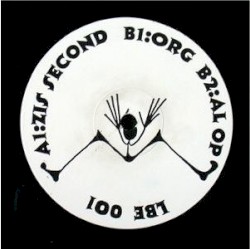 A1:ZIS SECOND B1:ORG B2:AL OP
LBE 001